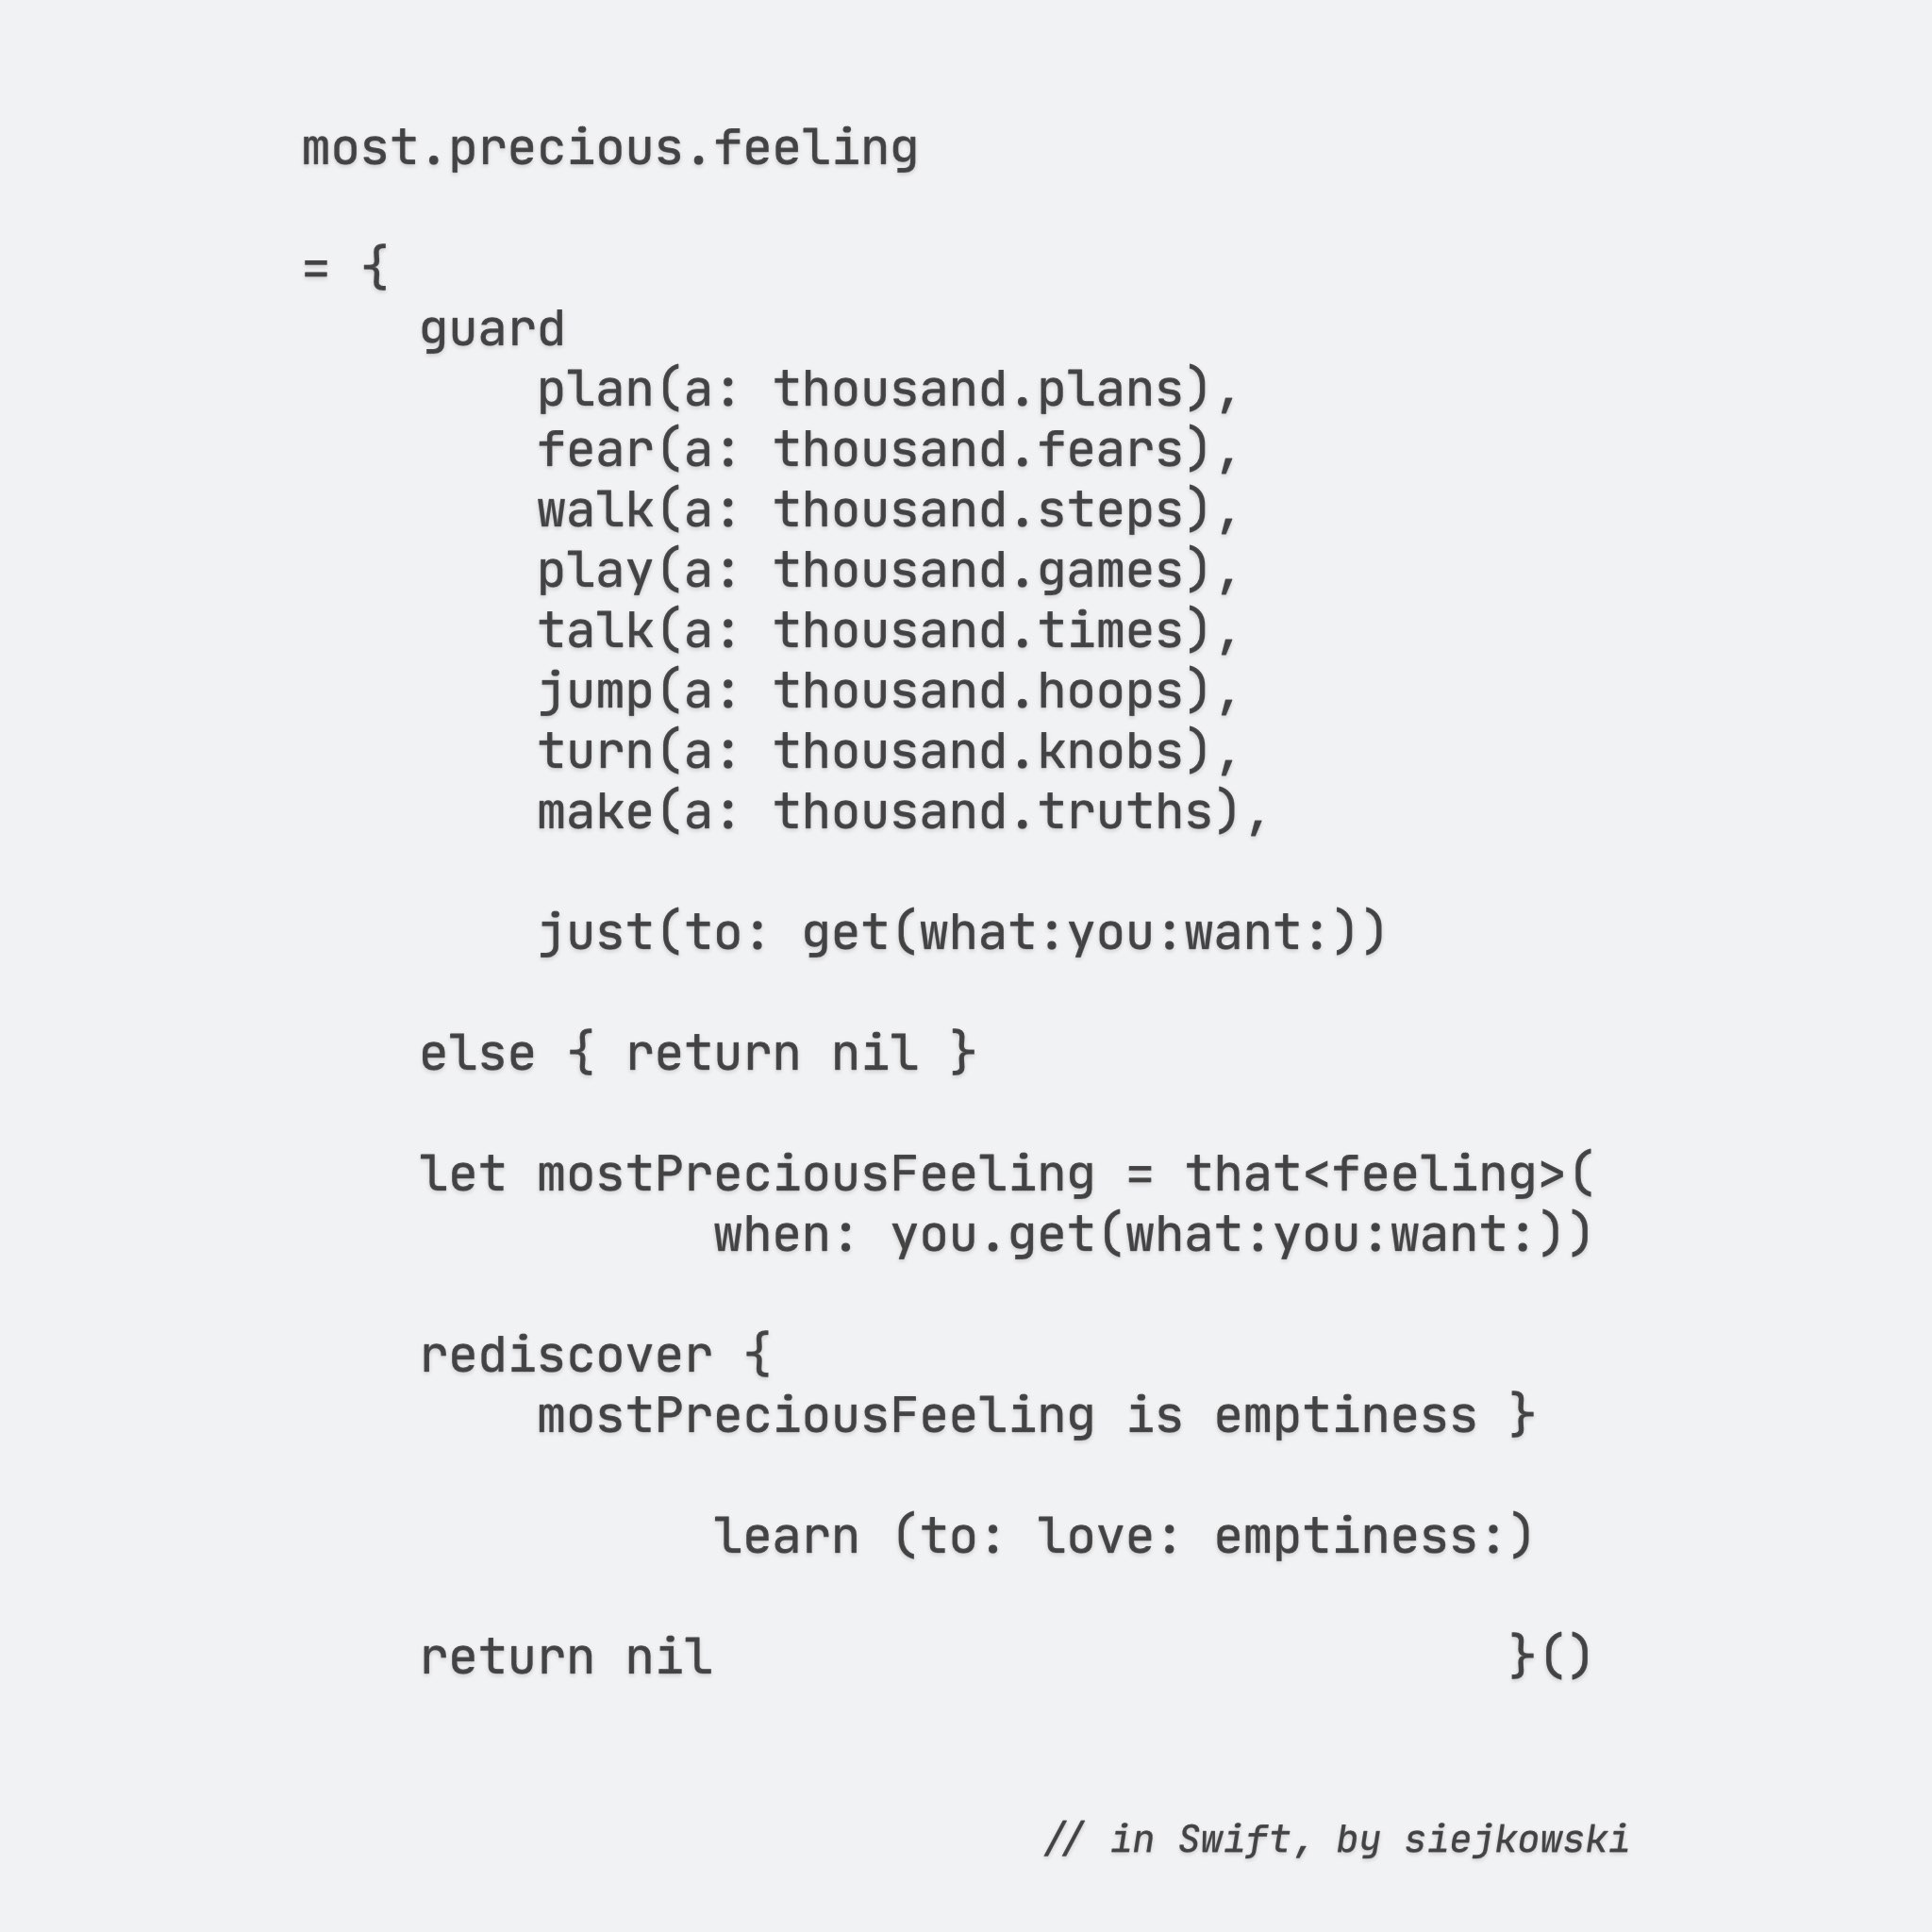 most.precious.feeling
= {
guard
plan(a: thousand.plans),
fear(a: thousand.fears),
walk(a: thousand.steps),
play(a: thousand.games),
talk(a: thousand.times),
jump(a: thousand.hoops),
turn(a: thousand.knobs),
make(a: thousand.truths),
just(to: get(what:you:want:))
else { return nil }
let mostPreciousFeeling = that<feeling>(
when: you.get(what:you:want:))
rediscover {
mostPreciousFeeling is emptiness }
learn (to: love: emptiness:)
return nil }()
// in Swift, by siejkowski